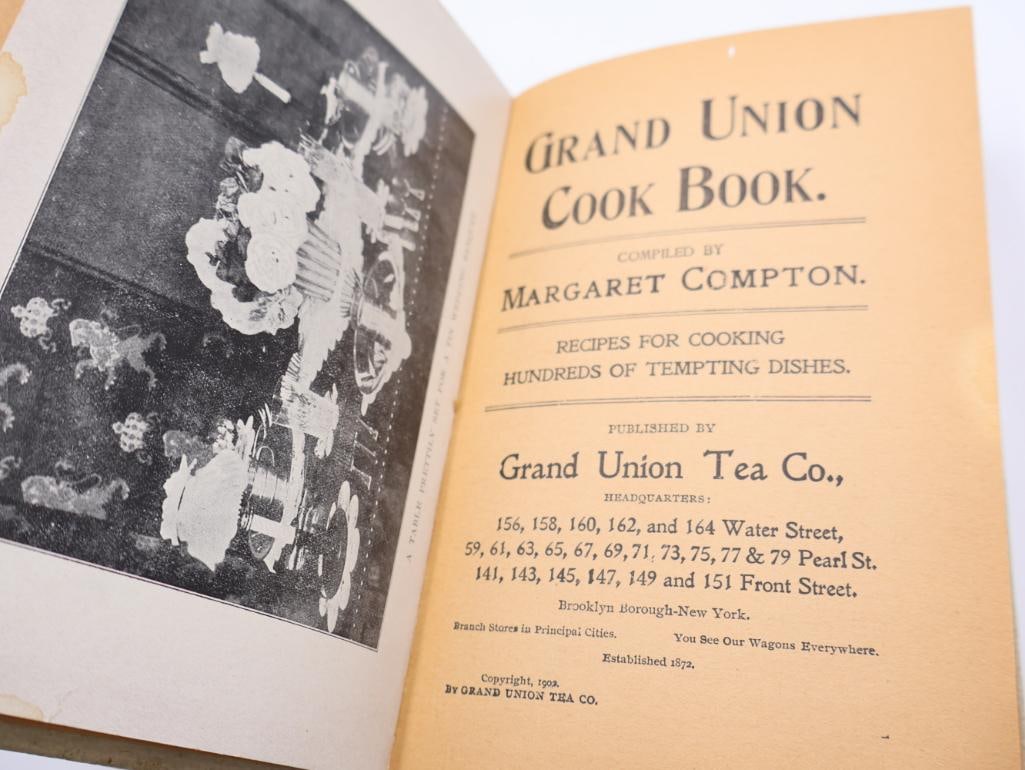 A TABLE PRETTILY SET FOR A
GRAND UNION
COOK BOOK.
COMPILED BY
MARGARET COMPTON.
RECIPES FOR COOKING
HUNDREDS OF TEMPTING DISHES.
PUBLISHED BY
Grand Union Tea Co.,
HEADQUARTERS:
156, 158, 160, 162, and 164 Water Street,
59, 61, 63, 65, 67, 69, 71, 73, 75, 77 & 79 Pearl St.
141, 143, 145, 147, 149 and 151 Front Street.
Brooklyn Borough-New York.
Branch Stores in Principal Cities. You See Our Wagons Everywhere.
Established 1872.
Copyright, 1902.
BY GRAND UNION TEA CO.